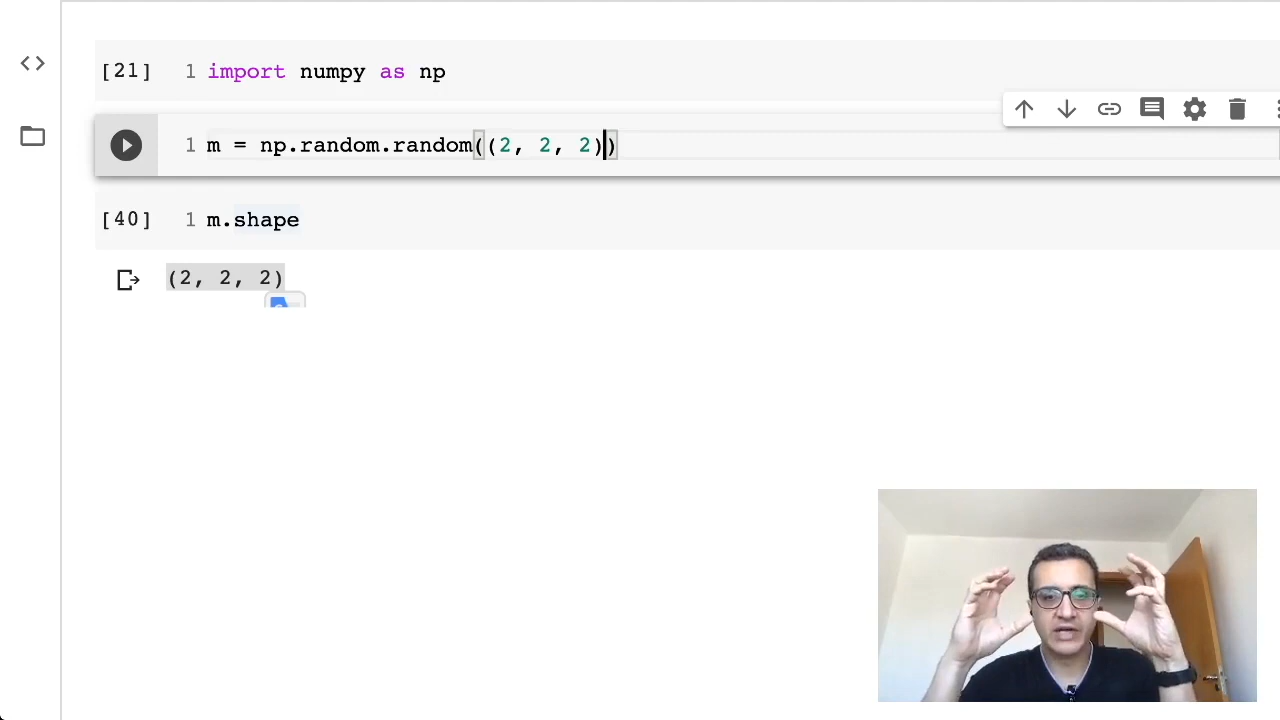 [21] 1 import numpy as np
1 m = np.random.random((2, 2, 2))
[40] 1 m.shape
(2, 2, 2)